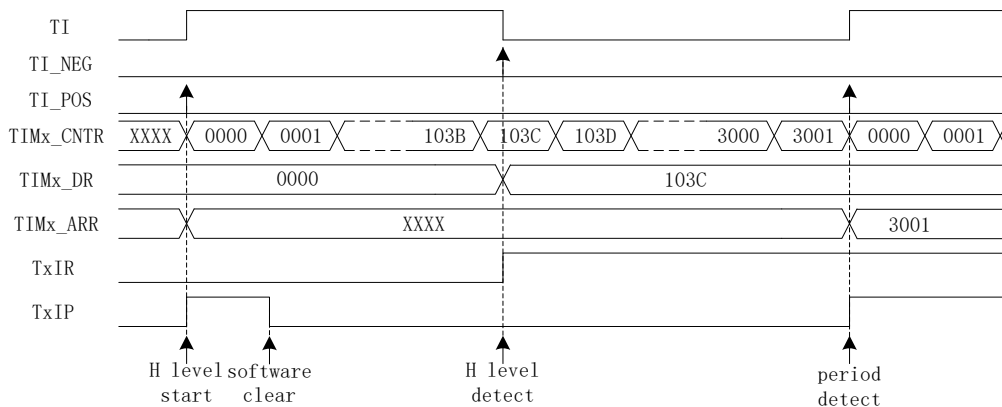 TI
TI_NEG
TI_POS
TIMx_CNTR XXXX 0000 0001 103B 103C 103D 3000 3001 0000 0001
TIMx_DR 0000 103C
TIMx_ARR XXXX 3001
TxIR
TxIP
H level start
software clear
H level detect
period detect